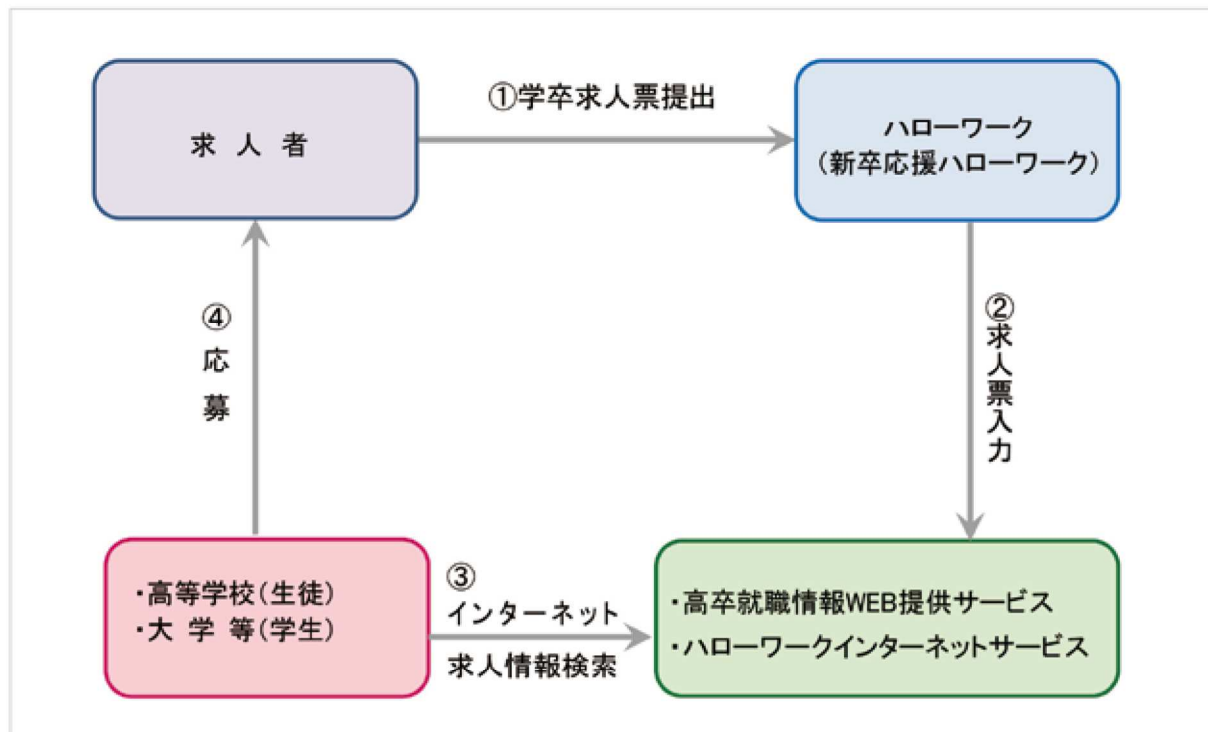 求 人 者
①学卒求人票提出
ハローワーク
（新卒応援ハローワーク）
④応募
②求人票入力
・高等学校（生徒）
・大 学 等（学生）
③
インターネット
求人情報検索
・高卒就職情報WEB提供サービス
・ハローワークインターネットサービス